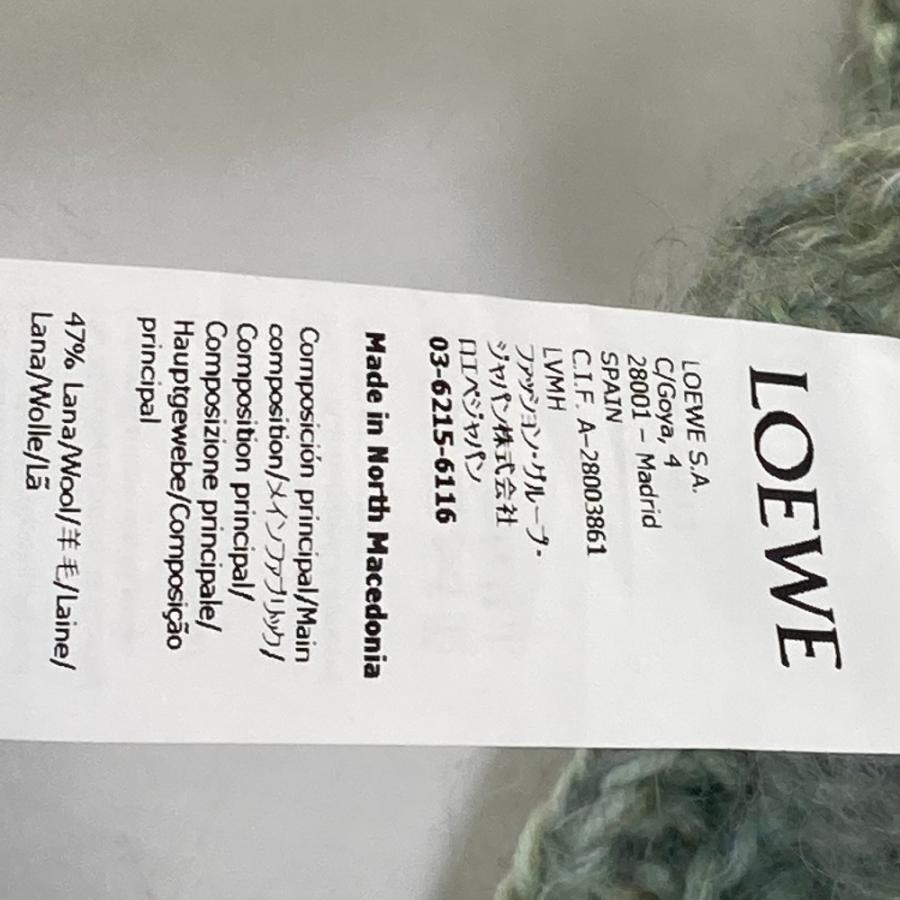 LOEWE
LOEWE S.A.
C/Goya, 4
28001 - Madrid
SPAIN
C.I.F. A-28003861
LVMH
ファッション・グループ・
ジャパン株式会社
ロエベジャパン
03-6215-6116
Made in North Macedonia
Composición principal/Main
composition/メインファブリック/
Composition principal/
Composizione principale/
Hauptgewebe/Composição
principal
47% Lana/Wool/羊毛/Laine/
Lana/Wolle/Lã